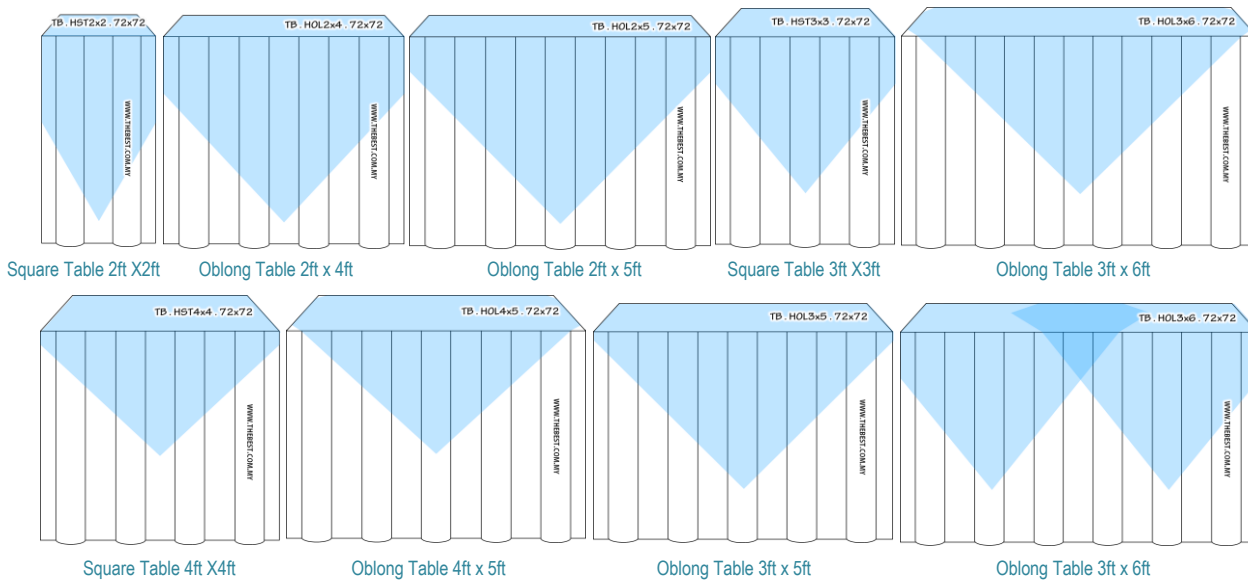 TB.HST2x2.72x72
TB.HOL2x4.72x72
TB.HOL2x5.72x72
TB.HST3x3.72x72
TB.HOL3x6.72x72
WWW.THEBEST.COM.MY
WWW.THEBEST.COM.MY
WWW.THEBEST.COM.MY
WWW.THEBEST.COM.MY
WWW.THEBEST.COM.MY
Square Table 2ft X2ft
Oblong Table 2ft x 4ft
Oblong Table 2ft x 5ft
Square Table 3ft X3ft
Oblong Table 3ft x 6ft
TB.HST4x4.72x72
TB.HOL4x5.72x72
TB.HOL3x5.72x72
TB.HOL3x6.72x72
WWW.THEBEST.COM.MY
WWW.THEBEST.COM.MY
WWW.THEBEST.COM.MY
WWW.THEBEST.COM.MY
Square Table 4ft X4ft
Oblong Table 4ft x 5ft
Oblong Table 3ft x 5ft
Oblong Table 3ft x 6ft